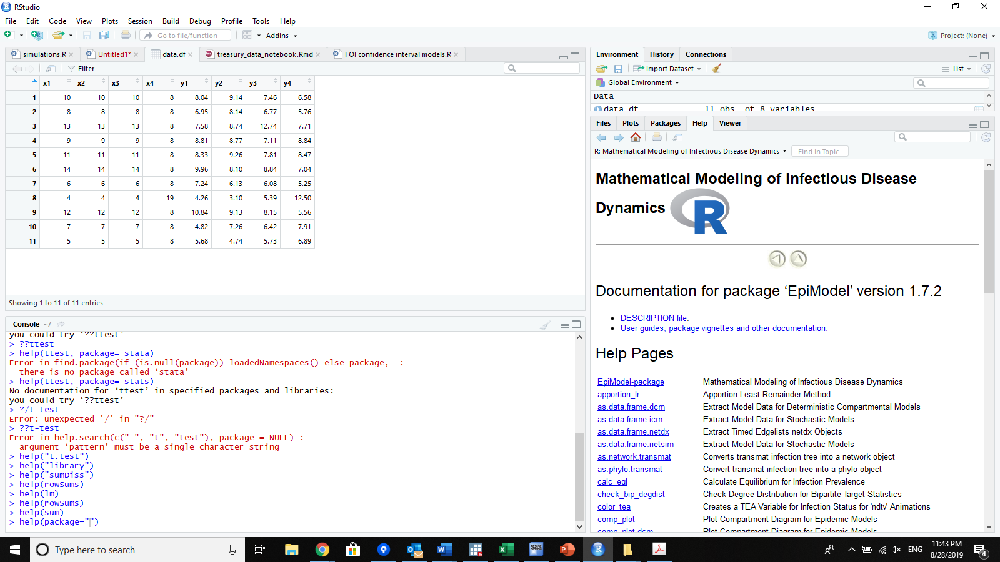 RStudio
File Edit Code View Plots Session Build Debug Profile Tools Help
Go to file/function Addins Project: (None)
simulations.R Untitled1* data.df treasury_data_notebook.Rmd FOI confidence interval models.R
Filter
x1 x2 x3 x4 y1 y2 y3 y4
1 10 10 10 8 8.04 9.14 7.46 6.58
2 8 8 8 8 6.95 8.14 6.77 5.76
3 13 13 13 8 7.58 8.74 12.74 7.71
4 9 9 9 8 8.81 8.77 7.11 8.84
5 11 11 11 8 8.33 9.26 7.81 8.47
6 14 14 14 8 9.96 8.10 8.84 7.04
7 6 6 6 8 7.24 6.13 6.08 5.25
8 4 4 4 19 4.26 3.10 5.39 12.50
9 12 12 12 8 10.84 9.13 8.15 5.56
10 7 7 7 8 4.82 7.26 6.42 7.91
11 5 5 5 8 5.68 4.74 5.73 6.89
Showing 1 to 11 of 11 entries
Console ~/
you could try ‘??ttest’
> ??ttest
> help(ttest, package= stata)
Error in find.package(if (is.null(package)) loadedNamespaces() else package, :
there is no package called ‘stata’
> help(ttest, package= stats)
No documentation for ‘ttest’ in specified packages and libraries:
you could try ‘??ttest’
> ?/t-test
Error: unexpected '/' in "?/"
> ??t-test
Error in help.search(c("-", "t", "test"), package = NULL) :
argument ‘pattern’ must be a single character string
> help("t.test")
> help("library")
> help("sumDiss")
> help(rowSums)
> help(lm)
> help(rowSums)
> help(sum)
> help(package="")
Environment History Connections
Import Dataset List
Global Environment
Data
data.df 11 obs. of 8 variables
Files Plots Packages Help Viewer
R: Mathematical Modeling of Infectious Disease Dynamics Find in Topic
Mathematical Modeling of Infectious Disease
Dynamics R
Documentation for package ‘EpiModel’ version 1.7.2
DESCRIPTION file.
User guides, package vignettes and other documentation.
Help Pages
EpiModel-package Mathematical Modeling of Infectious Disease Dynamics
apportion_lr Apportion Least-Remainder Method
as.data.frame.dcm Extract Model Data for Deterministic Compartmental Models
as.data.frame.icm Extract Model Data for Stochastic Models
as.data.frame.netdx Extract Timed Edgelists netdx Objects
as.data.frame.netsim Extract Model Data for Stochastic Models
as.network.transmat Converts transmat infection tree into a network object
as.phylo.transmat Convert transmat infection tree into a phylo object
calc_eql Calculate Equilibrium for Infection Prevalence
check_bip_degdist Check Degree Distribution for Bipartite Target Statistics
color_tea Creates a TEA Variable for Infection Status for 'ndtv' Animations
comp_plot Plot Compartment Diagram for Epidemic Models
comp_plot.dcm Plot Compartment Diagram for Epidemic Models
Type here to search
sas
ENG
11:43 PM
8/28/2019
4